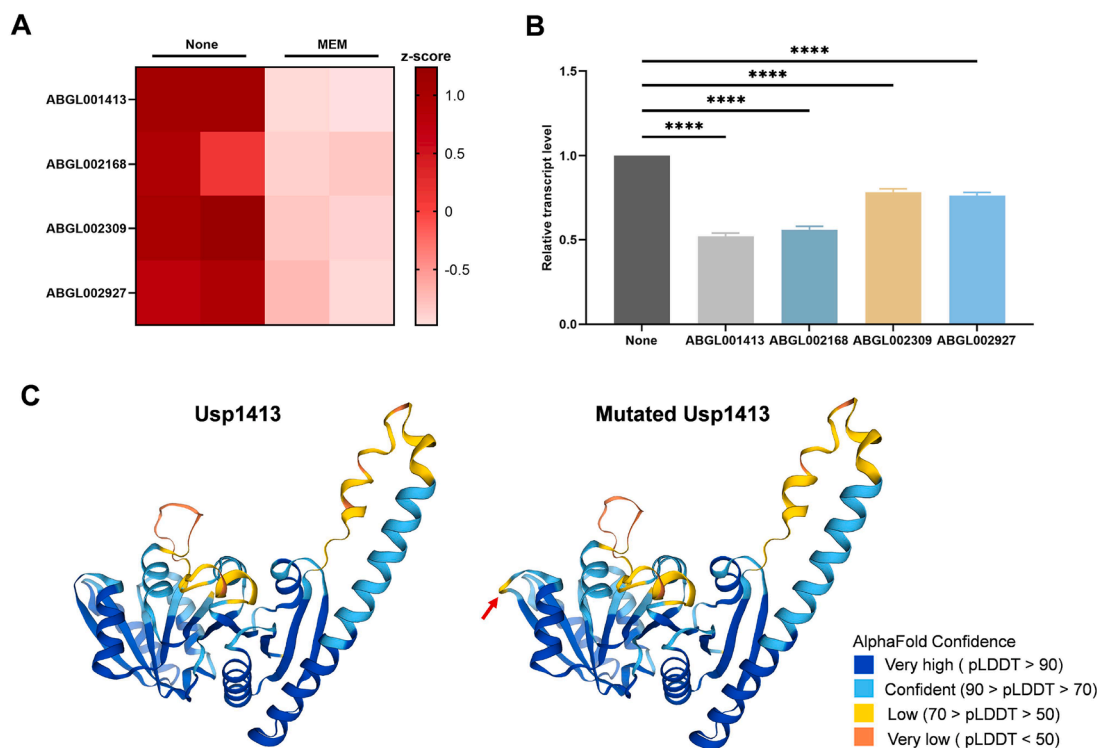 A
None MEM
z-score
ABGL001413
ABGL002168
ABGL002309
ABGL002927
1.0
0.5
0
-0.5
B
****
****
****
****
Relative transcript level
1.5
1.0
0.5
0.0
None ABGL001413 ABGL002168 ABGL002309 ABGL002927
C
Usp1413 Mutated Usp1413
AlphaFold Confidence
Very high ( pLDDT > 90)
Confident (90 > pLDDT > 70)
Low (70 > pLDDT > 50)
Very low ( pLDDT < 50)